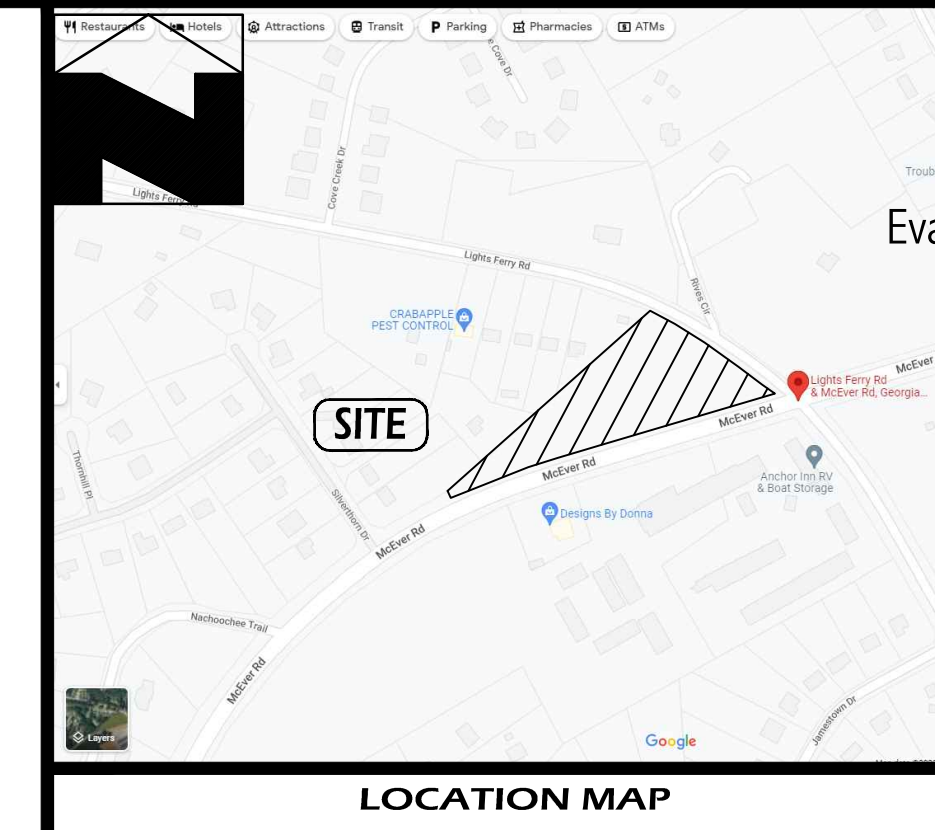 Restaurants
Hotels
Attractions
Transit
Parking
Pharmacies
ATMs
e Cove Dr
Cove Creek Dr
Lights Ferry Rd
Troub
Eva
Lights Ferry Rd
Rives Cir
CRABAPPLE
PEST CONTROL
McEver
Lights Ferry Rd
& McEver Rd, Georgia...
SITE
McEver Rd
McEver Rd
Anchor Inn RV
& Boat Storage
Thornhill Pl
Silverthorn Dr
Designs By Donna
McEver Rd
Nachoochee Trail
McEver Rd
Jamestown Dr
Layers
Google
LOCATION MAP